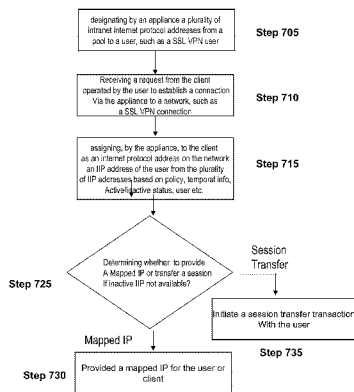 designating by an appliance a plurality of
intranet internet protocol addresses from a
pool to a user, such as a SSL VPN user
Step 705
Receiving a request from the client
operated by the user to establish a connection
Via the appliance to a network, such as
a SSL VPN connection
Step 710
assigning, by the appliance, to the client
as an internet protocol address on the network
an IIP address of the user from the plurality
of IIP addresses based on policy, temporal info,
Active/inactive status, user etc.
Step 715
Determining whether to provide
A Mapped IP or transfer a session
If inactive IIP not available?
Step 725
Session
Transfer
Initiate a session transfer transaction
With the user
Step 735
Mapped IP
Provided a mapped IP for the user or
client
Step 730